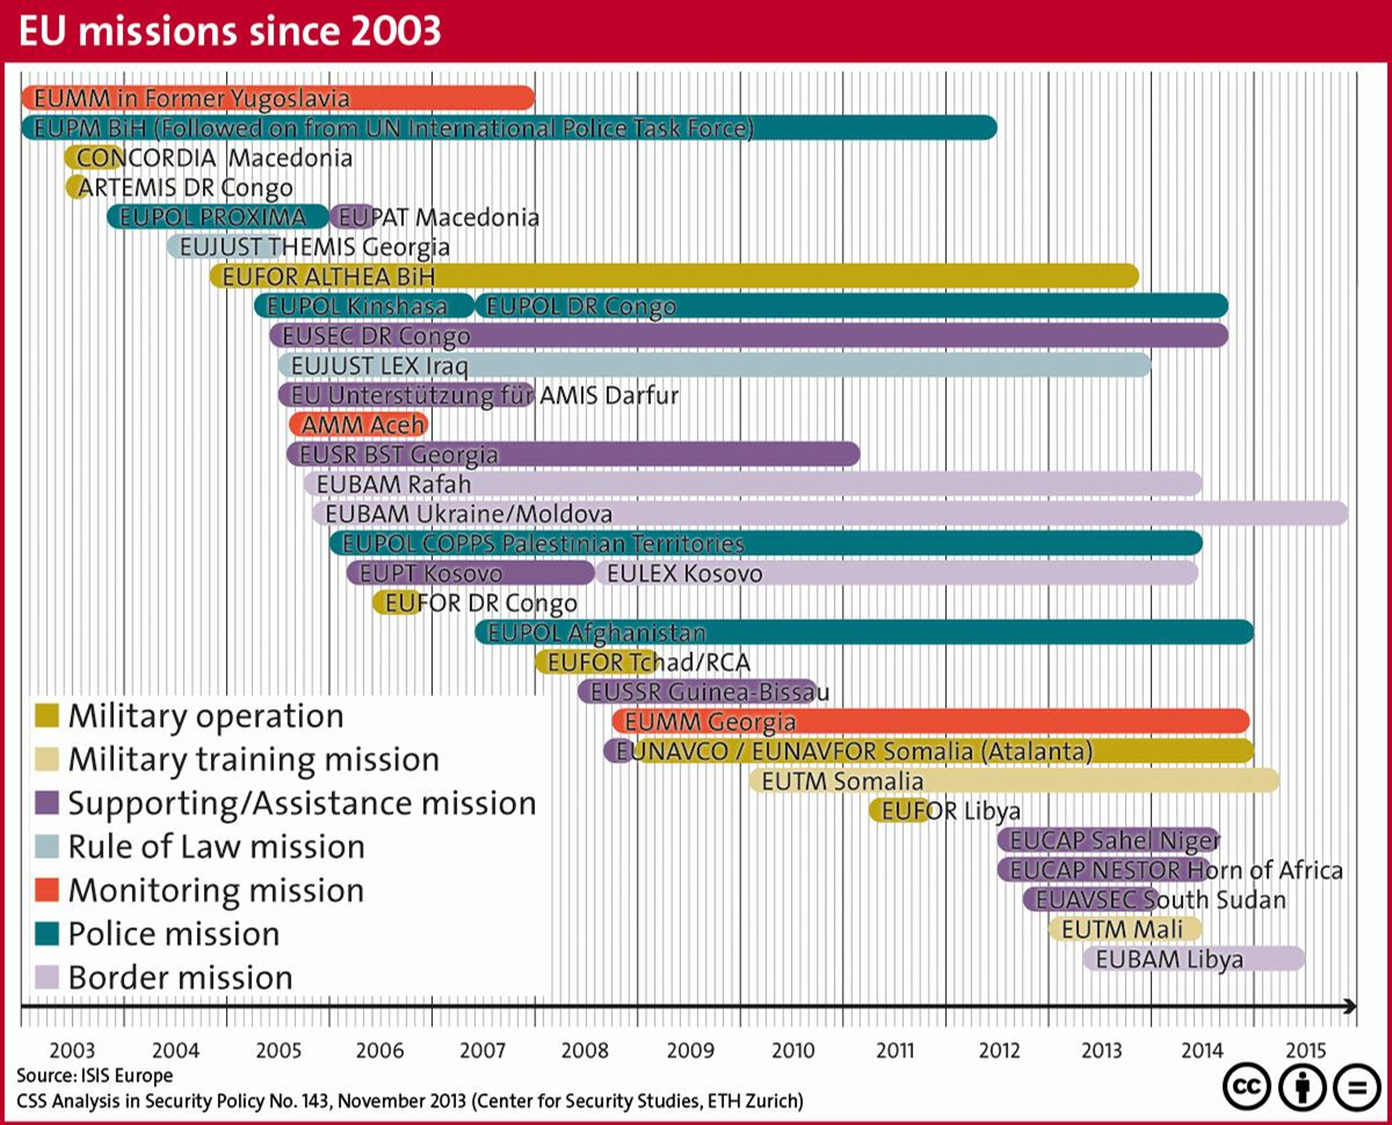 EU missions since 2003
EUMM in Former Yugoslavia
EUPM BiH (Followed on from UN International Police Task Force)
CONCORDIA Macedonia
ARTEMIS DR Congo
EUPOL PROXIMA EUPAT Macedonia
EUJUST THEMIS Georgia
EUFOR ALTHEA BiH
EUPOL Kinshasa EUPOL DR Congo
EUSEC DR Congo
EUJUST LEX Iraq
EU Unterstützung für AMIS Darfur
AMM Aceh
EUSR BST Georgia
EUBAM Rafah
EUBAM Ukraine/Moldova
EUPOL COPPS Palestinian Territories
EUPT Kosovo EULEX Kosovo
EUFOR DR Congo
EUPOL Afghanistan
EUFOR Tchad/RCA
EUSSR Guinea-Bissau
EUMM Georgia
EUNAVCO / EUNAVFOR Somalia (Atalanta)
EUTM Somalia
EUFOR Libya
EUCAP Sahel Niger
EUCAP NESTOR Horn of Africa
EUAVSEC South Sudan
EUTM Mali
EUBAM Libya
Military operation
Military training mission
Supporting/Assistance mission
Rule of Law mission
Monitoring mission
Police mission
Border mission
2003 2004 2005 2006 2007 2008 2009 2010 2011 2012 2013 2014 2015
Source: ISIS Europe
CSS Analysis in Security Policy No. 143, November 2013 (Center for Security Studies, ETH Zurich)
cc